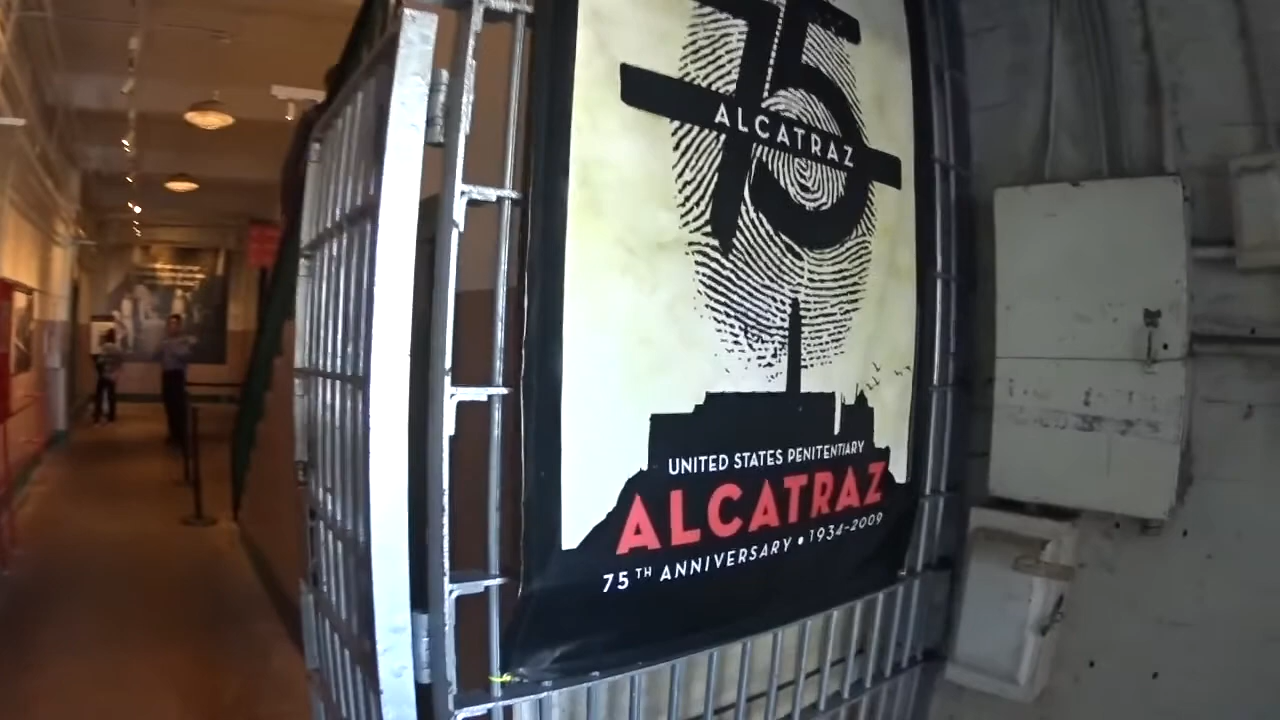 75
ALCATRAZ
UNITED STATES PENITENTIARY
ALCATRAZ
75TH ANNIVERSARY • 1934-2009